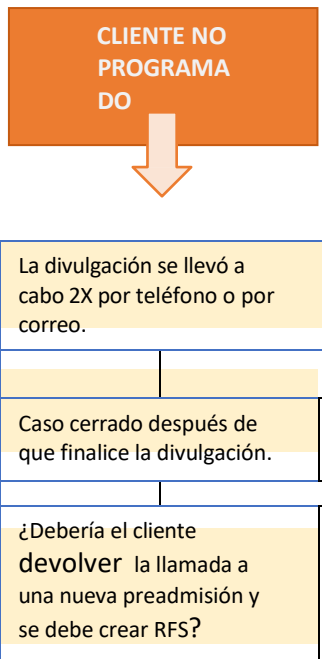 CLIENTE NO
PROGRAMA
DO
La divulgación se llevó a
cabo 2X por teléfono o por
correo.
Caso cerrado después de
que finalice la divulgación.
¿Debería el cliente
devolver la llamada a
una nueva preadmisión y
se debe crear RFS?